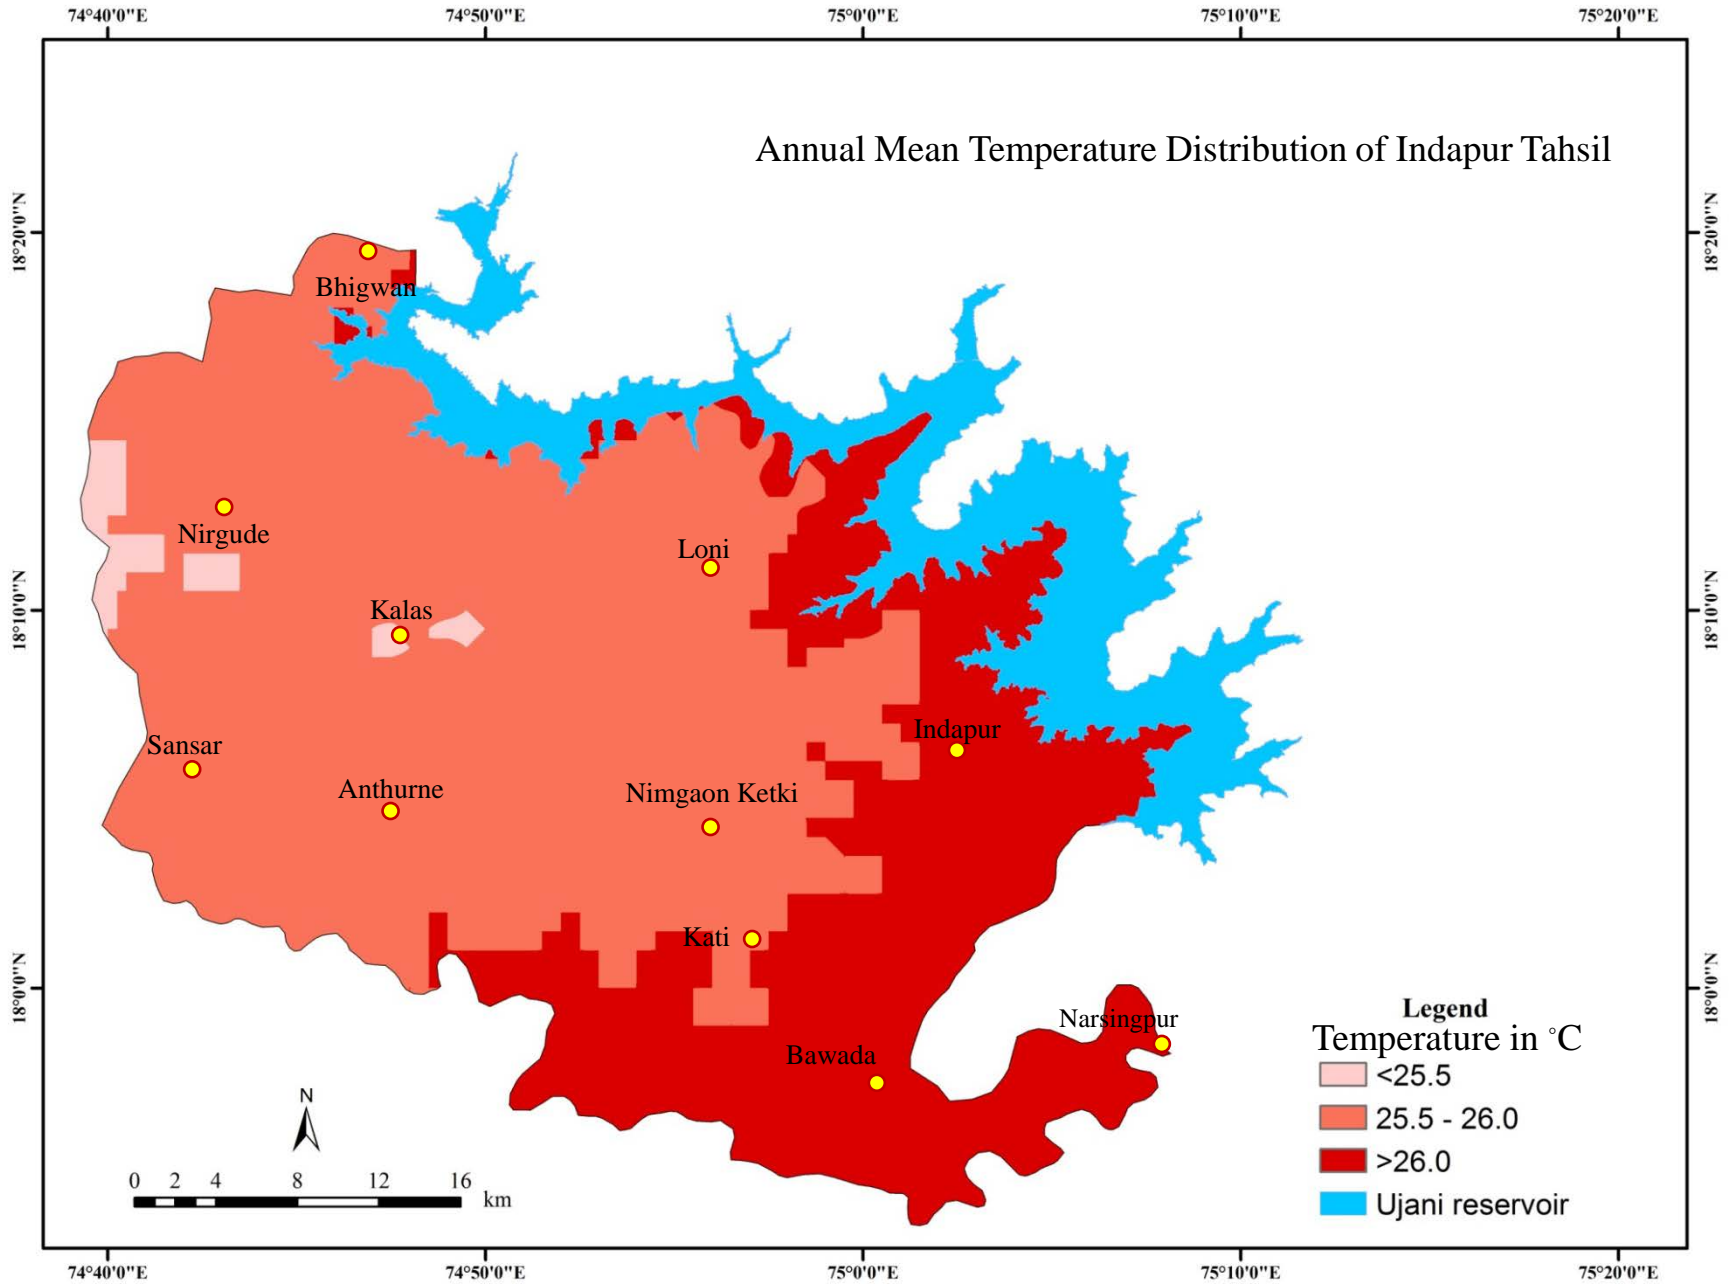 74°40'0"E 74°50'0"E 75°0'0"E 75°10'0"E 75°20'0"E
Annual Mean Temperature Distribution of Indapur Tahsil
18°20'0"N 18°20'0"N
Bhigwan
Nirgude
Loni
18°10'0"N 18°10'0"N
Kalas
Indapur
Sansar
Anthurne
Nimgaon Ketki
Kati
18°0'0"N 18°0'0"N
Narsingpur
Bawada
Legend
Temperature in °C
<25.5
25.5 - 26.0
>26.0
Ujani reservoir
N
0 2 4 8 12 16
km
74°40'0"E 74°50'0"E 75°0'0"E 75°10'0"E 75°20'0"E